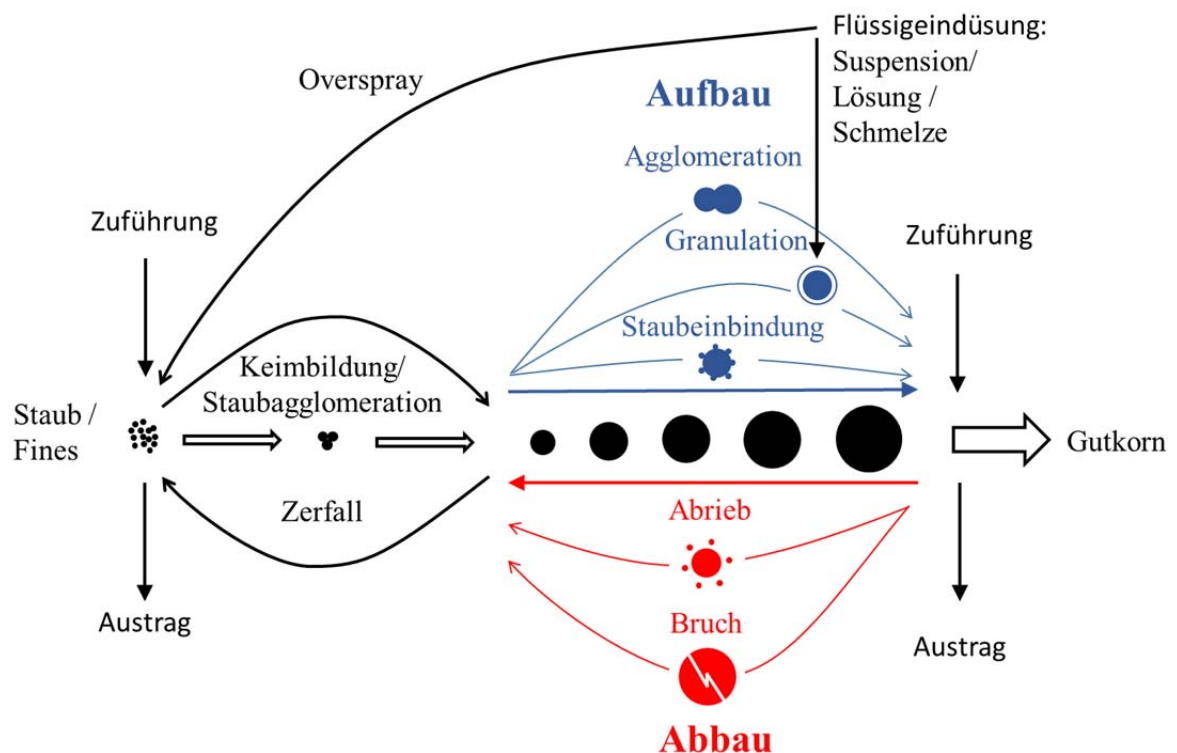 Flüssigeindüsung:
Suspension/
Lösung /
Schmelze
Overspray
Aufbau
Agglomeration
Zuführung
Granulation
Zuführung
Staubeinbindung
Keimbildung/
Staubagglomeration
Staub /
Fines
Gutkorn
Zerfall
Abrieb
Austrag
Bruch
Austrag
Abbau